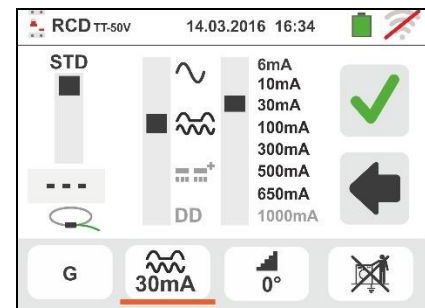 RCD TT-50V 14.03.2016 16:34
STD
6mA
10mA
30mA
100mA
300mA
500mA
650mA
DD 1000mA
- - -
G 30mA 0°